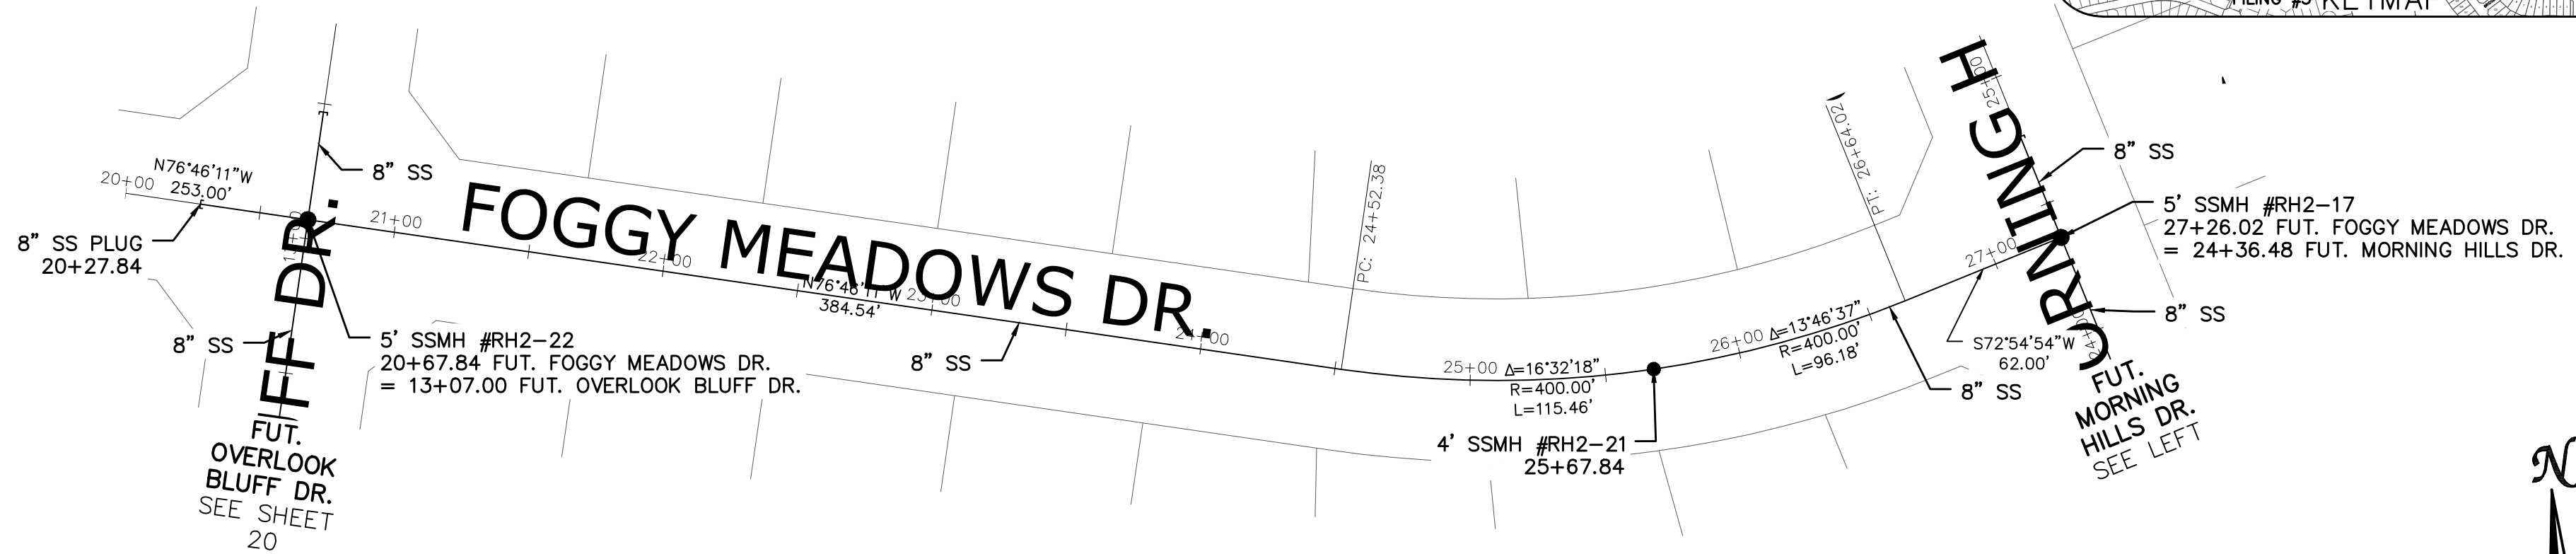 KEYMAP
20+00
N76°46'11"W
253.00'
8" SS PLUG
20+27.84
8" SS
21+00
FOGGY MEADOWS DR.
22+00
N76°46'11"W
384.54'
23+00
24+00
8" SS
8" SS
FF DR.
5' SSMH #RH2-22
20+67.84 FUT. FOGGY MEADOWS DR.
= 13+07.00 FUT. OVERLOOK BLUFF DR.
FUT.
OVERLOOK
BLUFF DR.
SEE SHEET
20
PC: 24+52.38
25+00
Δ=16°32'18"
R=400.00'
L=115.46'
4' SSMH #RH2-21
25+67.84
26+00
Δ=13°46'37"
R=400.00'
L=96.18'
PT: 26+64.02
8" SS
27+00
S72°54'54"W
62.00'
25+00
ORNING H
8" SS
5' SSMH #RH2-17
27+26.02 FUT. FOGGY MEADOWS DR.
= 24+36.48 FUT. MORNING HILLS DR.
8" SS
24+00
FUT.
MORNING
HILLS DR.
SEE LEFT
N